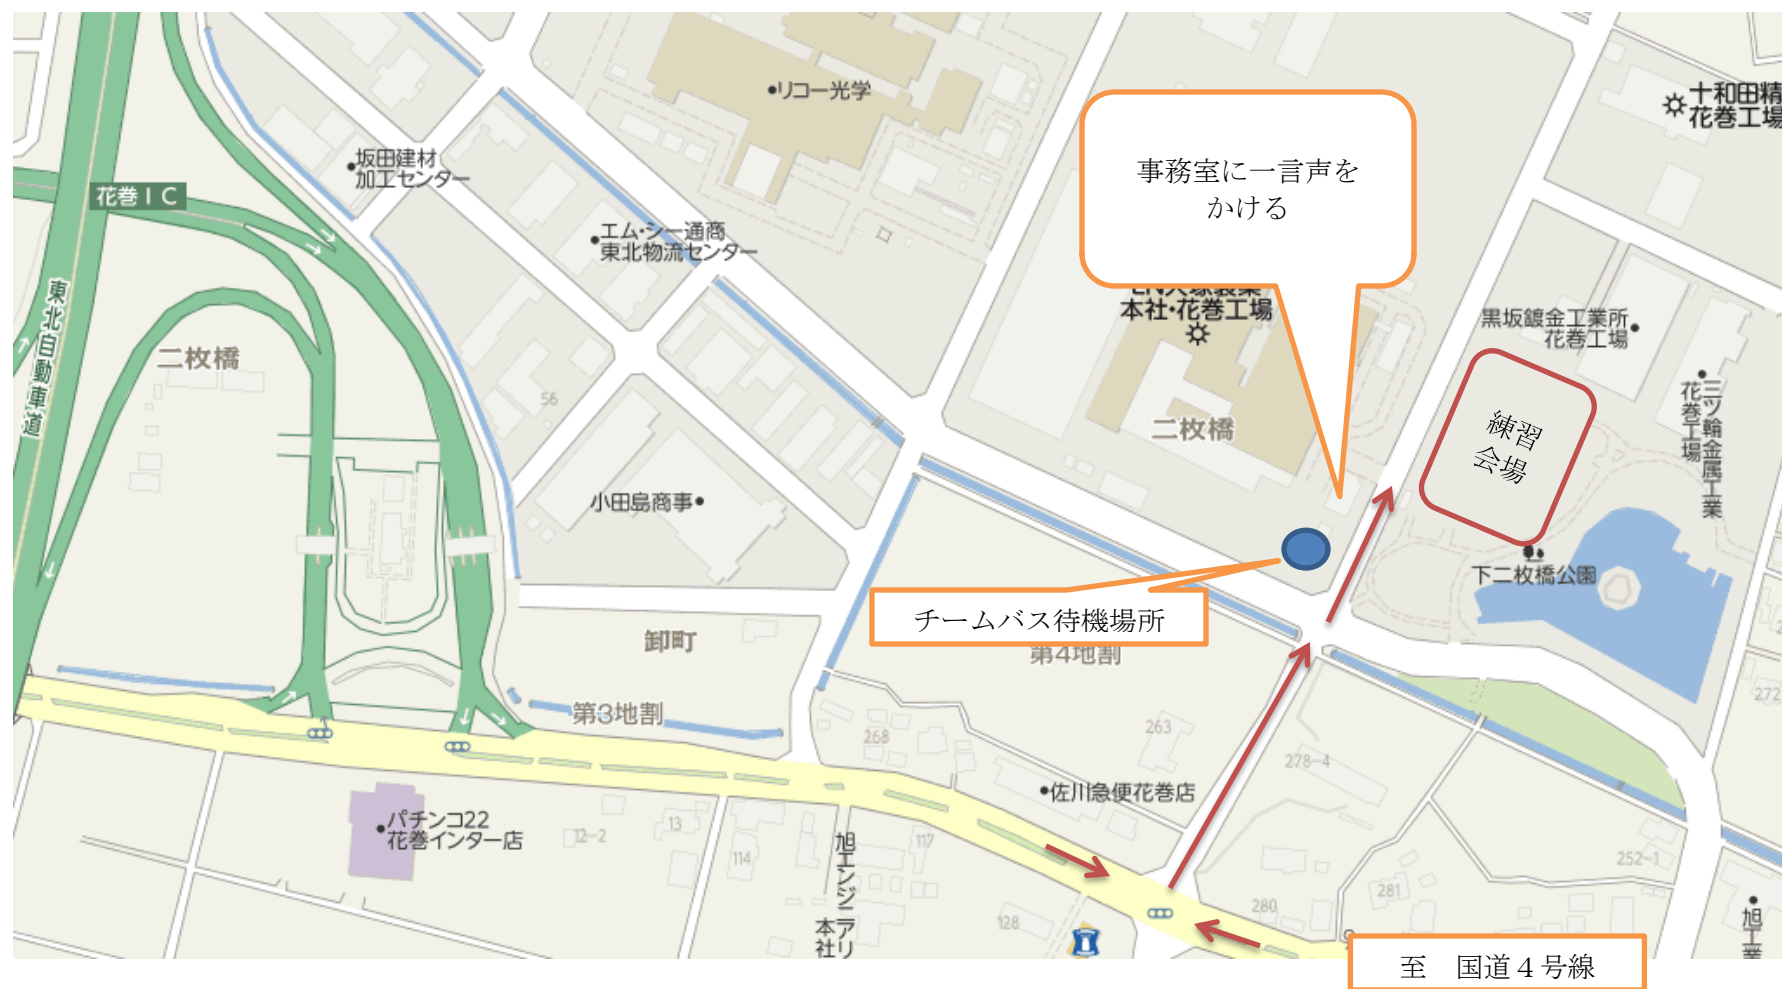 リコー光学
十和田精
花巻工場
坂田建材
加工センター
花巻IC
事務室に一言声を
かける
エム・シー通商
東北物流センター
本社・花巻工場
東北自動車道
二枚橋
黒坂鍍金工業所
花巻工場
三ツ輪金属工業
花巻工場
56
二枚橋
練習
会場
小田島商事
下二枚橋公園
チームバス待機場所
卸町
第4地割
272
第3地割
268
263
278-4
佐川急便花巻店
パチンコ22
花巻インター店
12-2
13
114
117
旭エンジニアリ
本社
128
252-1
281
280
旭工業
至 国道4号線